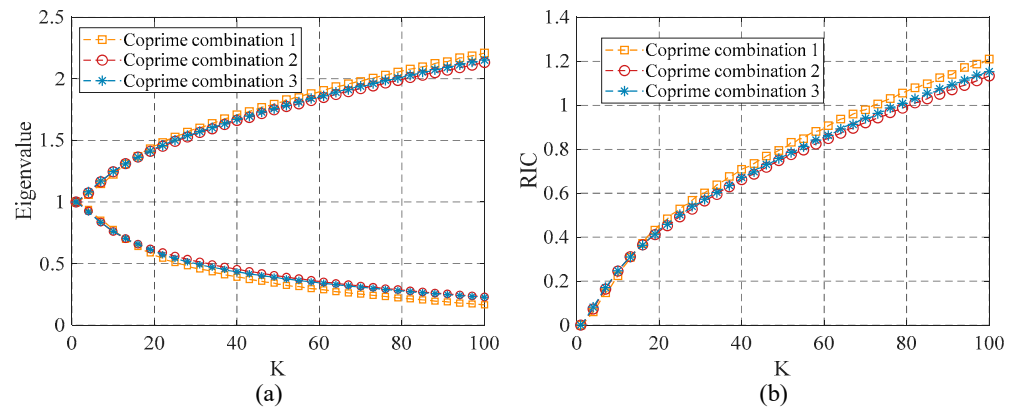 2.5
2
1.5
1
0.5
0
0
20
40
60
80
100
Eigenvalue
K
Coprime combination 1
Coprime combination 2
Coprime combination 3
(a)
1.4
1.2
1
0.8
0.6
0.4
0.2
0
0
20
40
60
80
100
RIC
K
Coprime combination 1
Coprime combination 2
Coprime combination 3
(b)